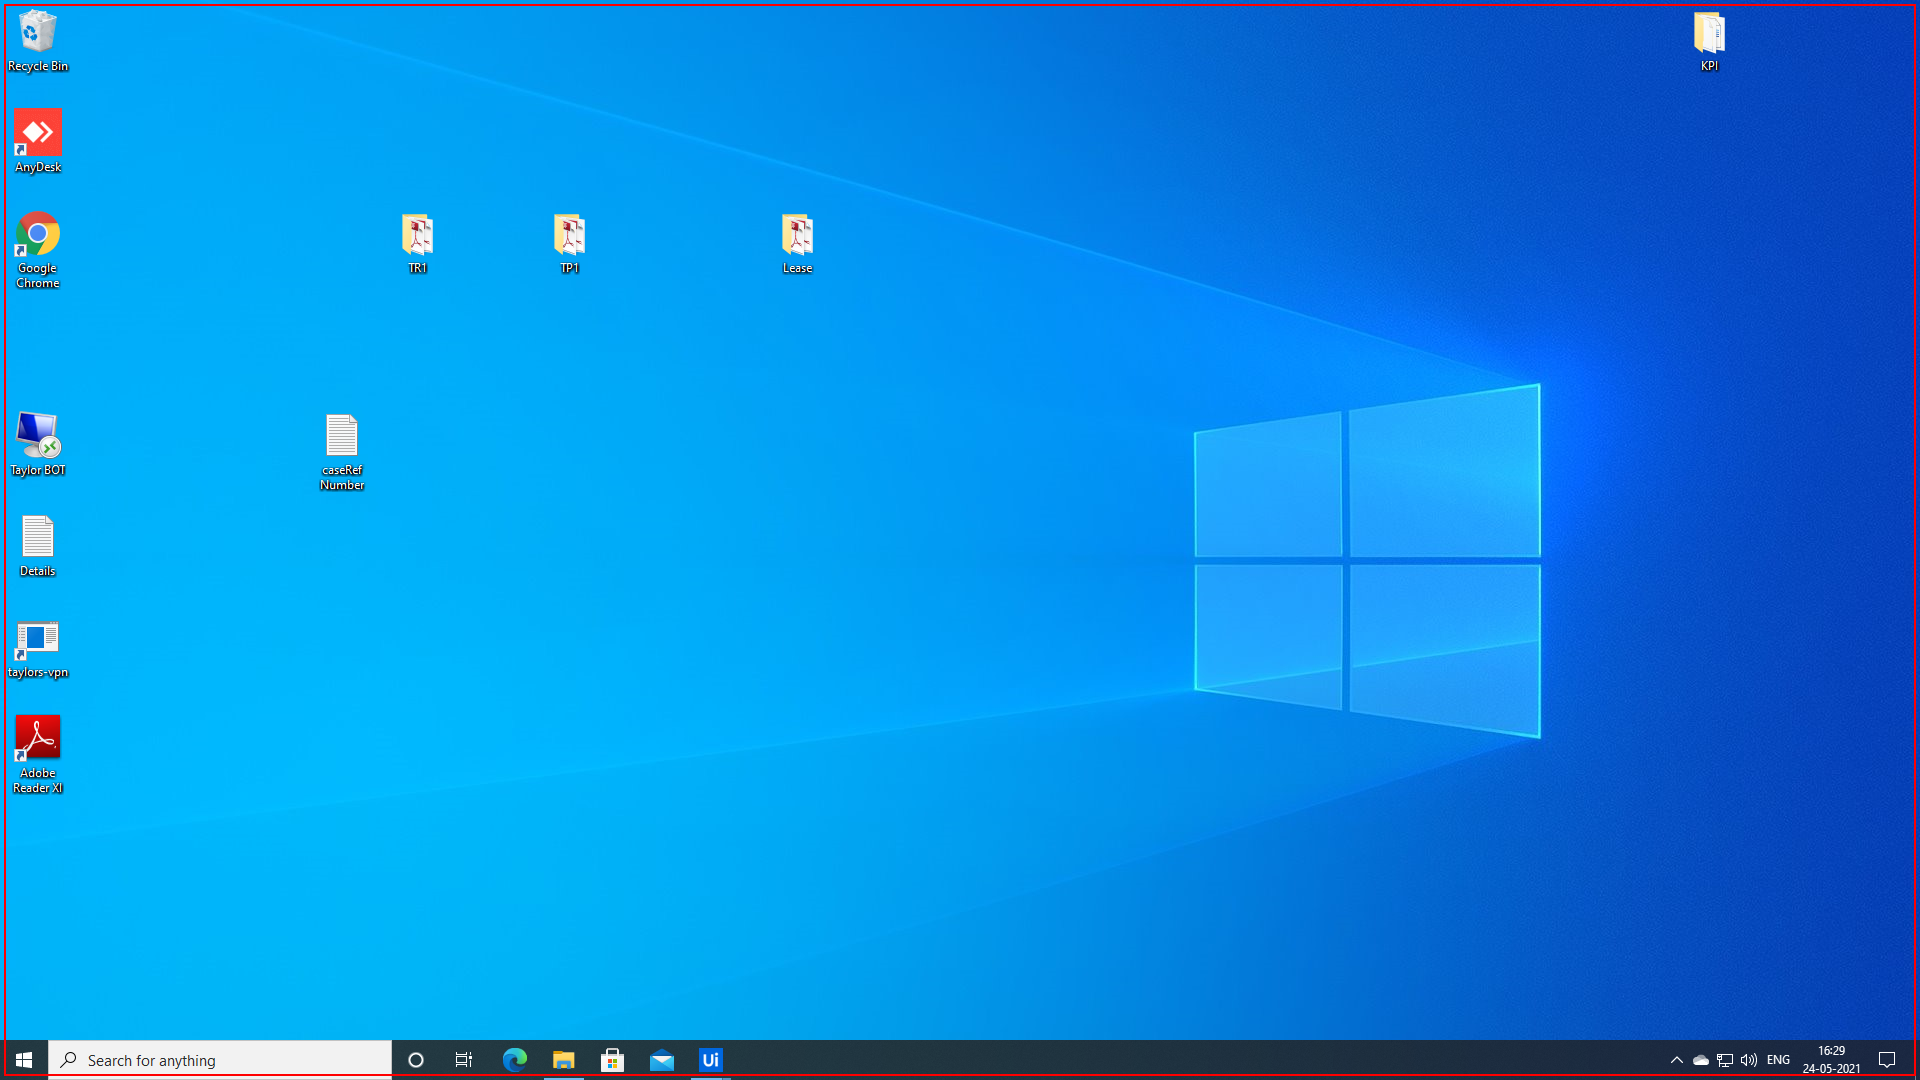 Recycle Bin
KPI
AnyDesk
Google
Chrome
TR1
TP1
Lease
Taylor BOT
caseRef
Number
Details
taylors-vpn
Adobe
Reader XI
Search for anything
Ui
ENG
16:29
24-05-2021